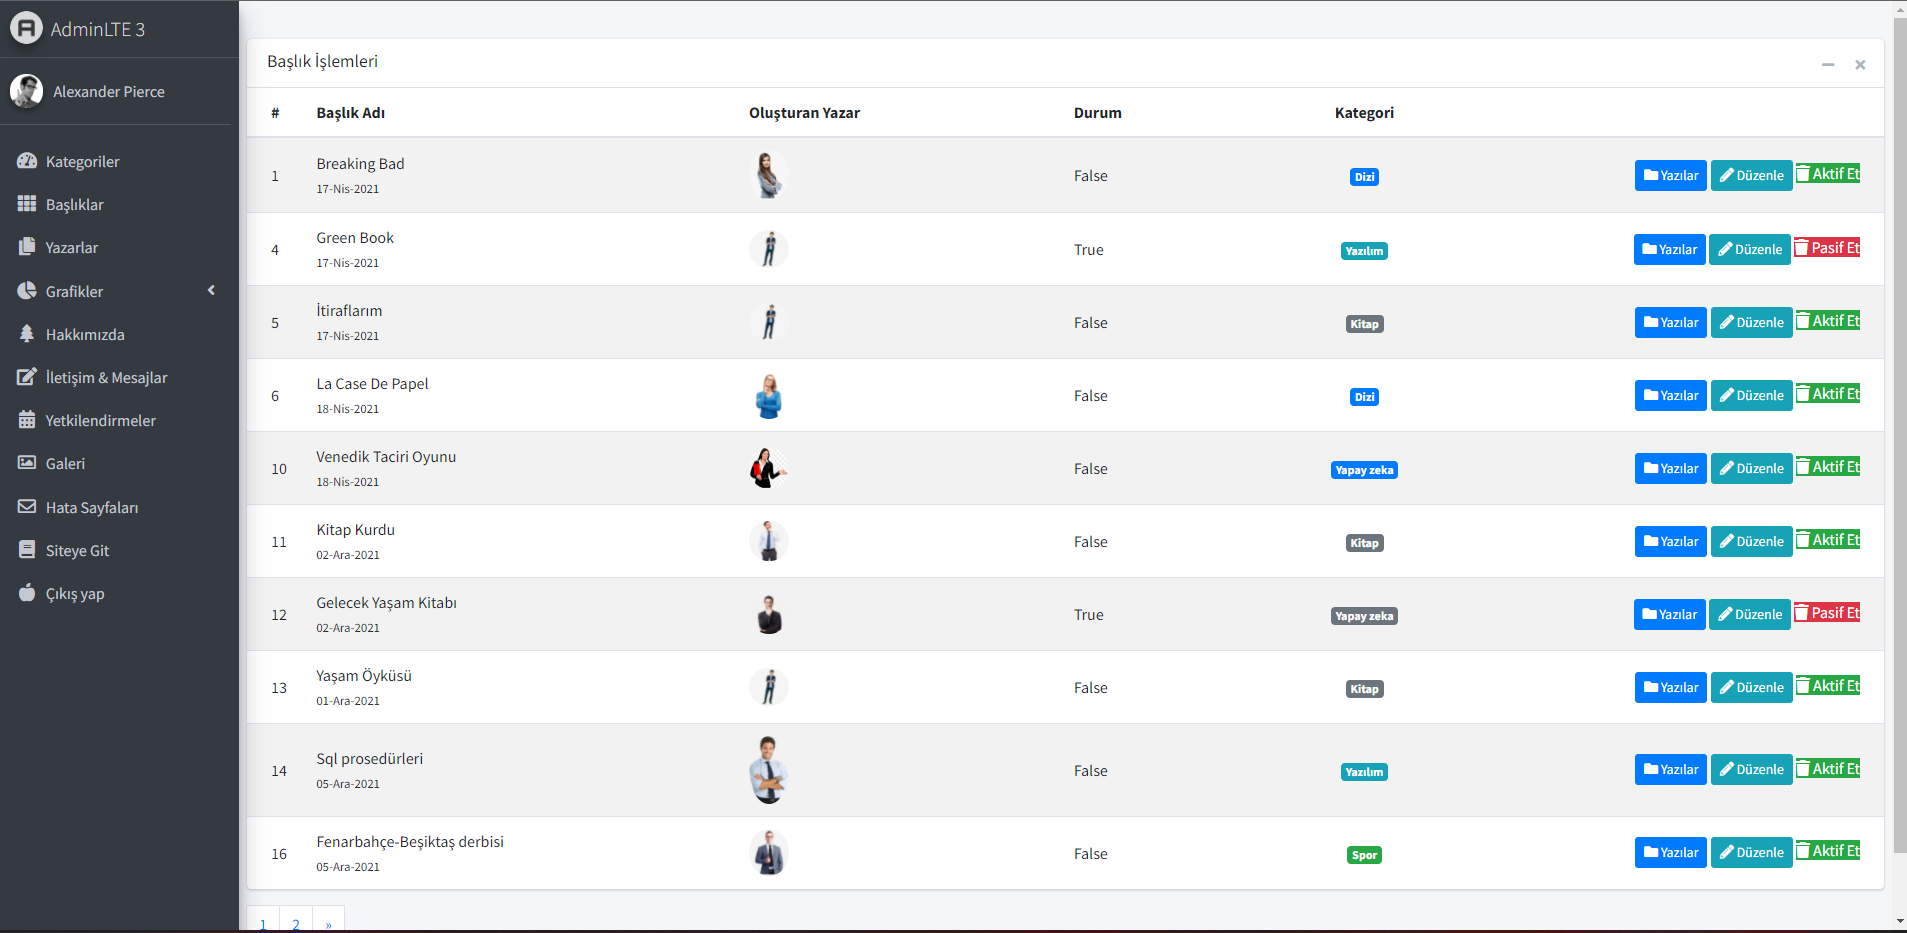 AdminLTE 3
Alexander Pierce
Kategoriler
Başlıklar
Yazarlar
Grafikler
Hakkımızda
İletişim & Mesajlar
Yetkilendirmeler
Galeri
Hata Sayfaları
Siteye Git
Çıkış yap
Başlık İşlemleri
# Başlık Adı Oluşturan Yazar Durum Kategori
1 Breaking Bad False Dizi Yazılar Düzenle Aktif Et
17-Nis-2021
4 Green Book True Yazılım Yazılar Düzenle Pasif Et
17-Nis-2021
5 İtiraflarım False Kitap Yazılar Düzenle Aktif Et
17-Nis-2021
6 La Case De Papel False Dizi Yazılar Düzenle Aktif Et
18-Nis-2021
10 Venedik Taciri Oyunu False Yapay zeka Yazılar Düzenle Aktif Et
18-Nis-2021
11 Kitap Kurdu False Kitap Yazılar Düzenle Aktif Et
02-Ara-2021
12 Gelecek Yaşam Kitabı True Yapay zeka Yazılar Düzenle Pasif Et
02-Ara-2021
13 Yaşam Öyküsü False Kitap Yazılar Düzenle Aktif Et
01-Ara-2021
14 Sql prosedürleri False Yazılım Yazılar Düzenle Aktif Et
05-Ara-2021
16 Fenarbahçe-Beşiktaş derbisi False Spor Yazılar Düzenle Aktif Et
05-Ara-2021
1 2 »